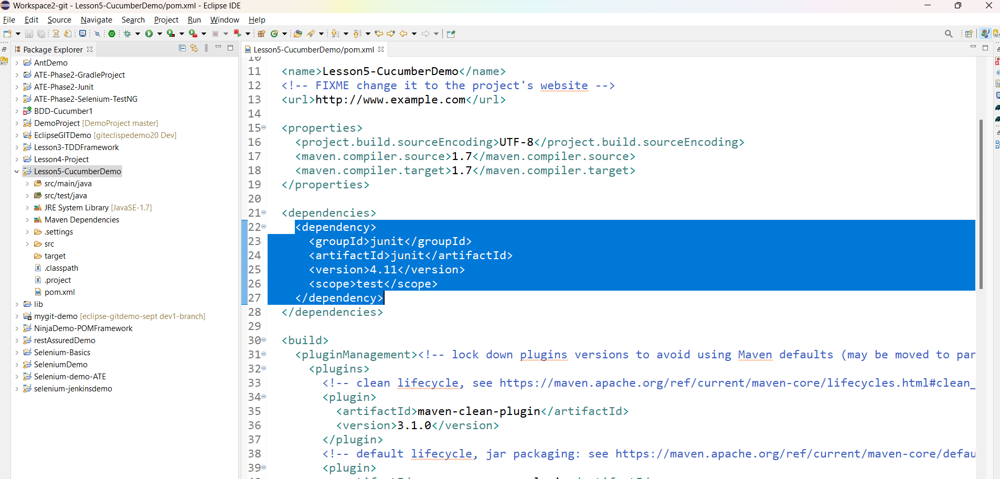 Workspace2-git - Lesson5-CucumberDemo/pom.xml - Eclipse IDE
File Edit Source Navigate Search Project Run Window Help
Package Explorer
AntDemo
ATE-Phase2-GradleProject
ATE-Phase2-Junit
ATE-Phase2-Selenium-TestNG
BDD-Cucumber1
DemoProject [DemoProject master]
EclipseGITDemo [giteclispedemo20 Dev]
Lesson3-TDDFramework
Lesson4-Project
Lesson5-CucumberDemo
src/main/java
src/test/java
JRE System Library [JavaSE-1.7]
Maven Dependencies
.settings
src
target
.classpath
.project
pom.xml
lib
mygit-demo [eclipse-gitdemo-sept dev1-branch]
NinjaDemo-POMFramework
restAssuredDemo
Selenium-Basics
SeleniumDemo
Selenium-demo-ATE
selenium-jenkinsdemo
Lesson5-CucumberDemo/pom.xml
10
11 <name>Lesson5-CucumberDemo</name>
12 <!-- FIXME change it to the project's website -->
13 <url>http://www.example.com</url>
14
15 <properties>
16 <project.build.sourceEncoding>UTF-8</project.build.sourceEncoding>
17 <maven.compiler.source>1.7</maven.compiler.source>
18 <maven.compiler.target>1.7</maven.compiler.target>
19 </properties>
20
21 <dependencies>
22 <dependency>
23 <groupId>junit</groupId>
24 <artifactId>junit</artifactId>
25 <version>4.11</version>
26 <scope>test</scope>
27 </dependency>
28 </dependencies>
29
30 <build>
31 <pluginManagement><!-- lock down plugins versions to avoid using Maven defaults (may be moved to par
32 <plugins>
33 <!-- clean lifecycle, see https://maven.apache.org/ref/current/maven-core/lifecycles.html#clean_
34 <plugin>
35 <artifactId>maven-clean-plugin</artifactId>
36 <version>3.1.0</version>
37 </plugin>
38 <!-- default lifecycle, jar packaging: see https://maven.apache.org/ref/current/maven-core/defau
39 <plugin>